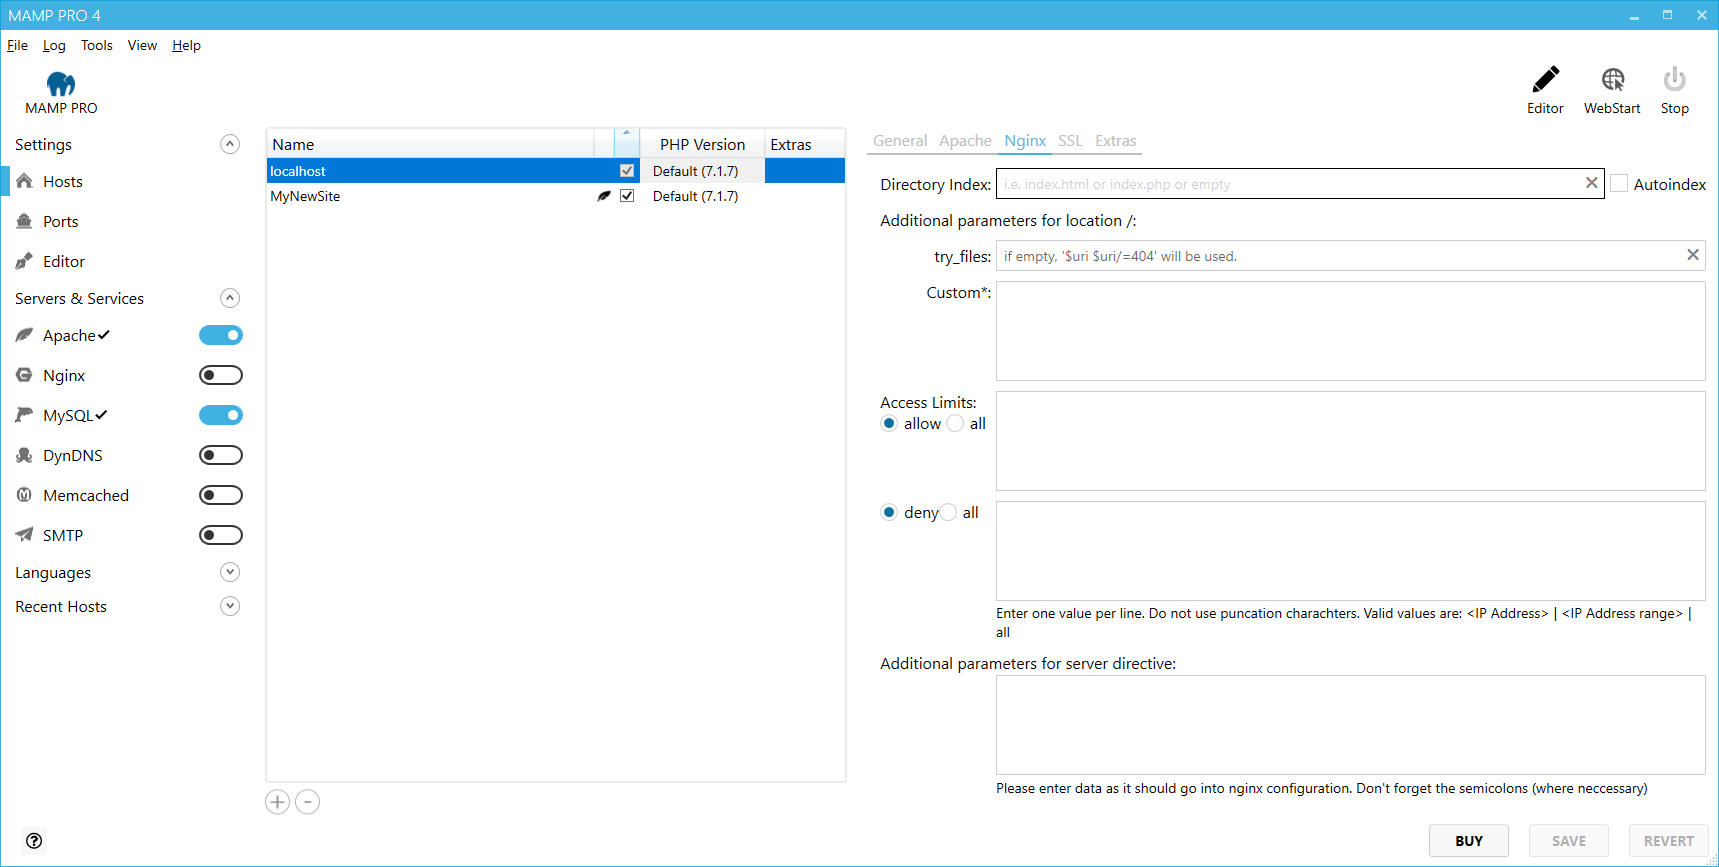 MAMP PRO 4
File Log Tools View Help
MAMP PRO
Editor WebStart Stop
Settings
Hosts
Ports
Editor
Servers & Services
Apache
Nginx
MySQL
DynDNS
Memcached
SMTP
Languages
Recent Hosts
Name PHP Version Extras
localhost Default (7.1.7)
MyNewSite Default (7.1.7)
General Apache Nginx SSL Extras
Directory Index: i.e. index.html or index.php or empty Autoindex
Additional parameters for location /:
try_files: if empty, '$uri $uri/=404' will be used.
Custom*:
Access Limits:
allow all
deny all
Enter one value per line. Do not use puncation charachters. Valid values are: <IP Address> | <IP Address range> |
all
Additional parameters for server directive:
Please enter data as it should go into nginx configuration. Don't forget the semicolons (where neccessary)
BUY SAVE REVERT